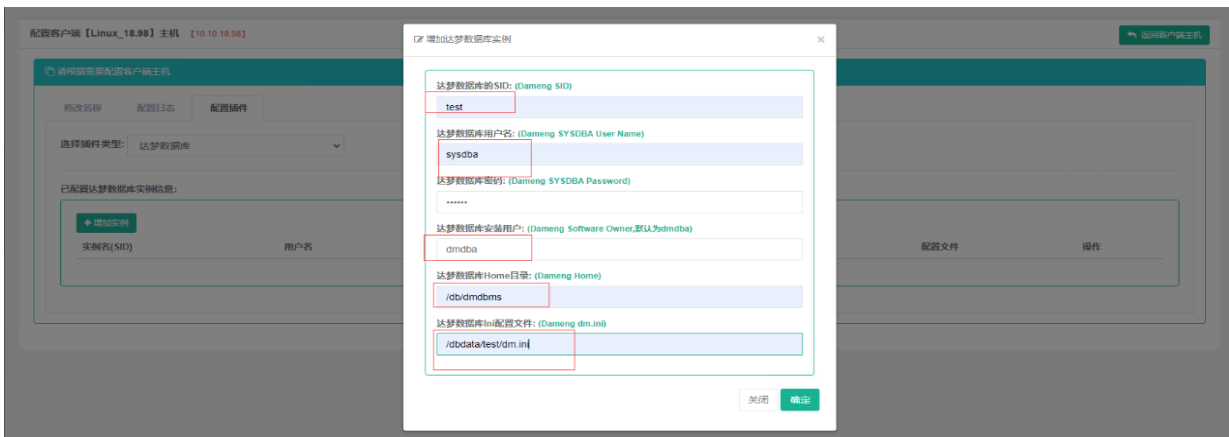 配置客户端【Linux_18.98】主机 【10.10.18.98】
返回客户端主机
请根据需要配置客户端主机
修改名称 配置日志 配置插件
选择插件类型: 达梦数据库
已配置达梦数据库实例信息:
+增加实例
实例名(SID) 用户名 配置文件 操作
增加达梦数据库实例 ×
达梦数据库的SID: (Dameng SID)
test
达梦数据库用户名: (Dameng SYSDBA User Name)
sysdba
达梦数据库密码: (Dameng SYSDBA Password)
••••••
达梦数据库安装用户: (Dameng Software Owner,默认为dmdba)
dmdba
达梦数据库Home目录: (Dameng Home)
/db/dmdbms
达梦数据库Ini配置文件: (Dameng dm.ini)
/dbdata/test/dm.ini
关闭 确定